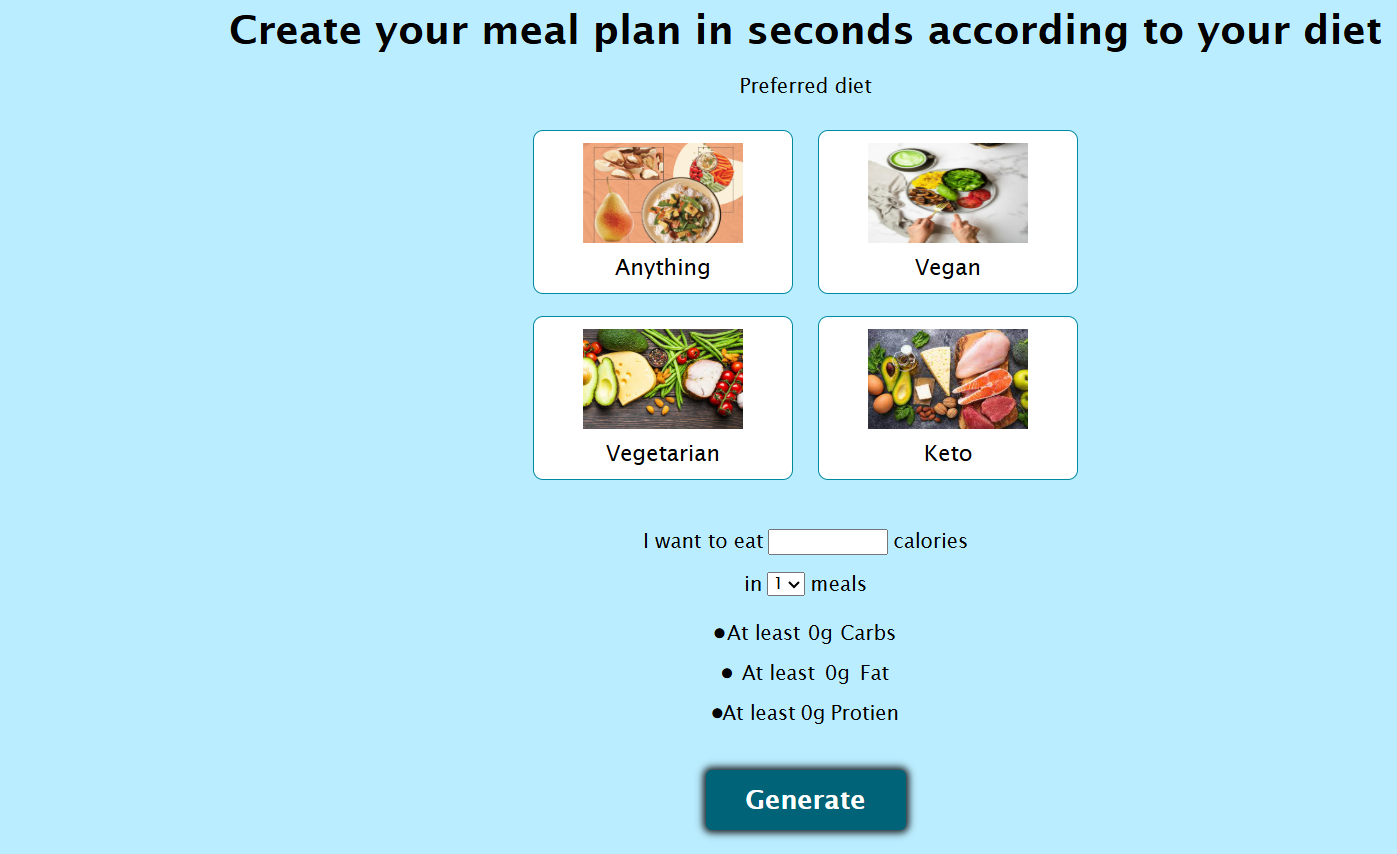 Create your meal plan in seconds according to your diet
Preferred diet
Anything
Vegan
Vegetarian
Keto
I want to eat calories
in 1 meals
●At least 0g Carbs
● At least 0g Fat
●At least 0g Protien
Generate